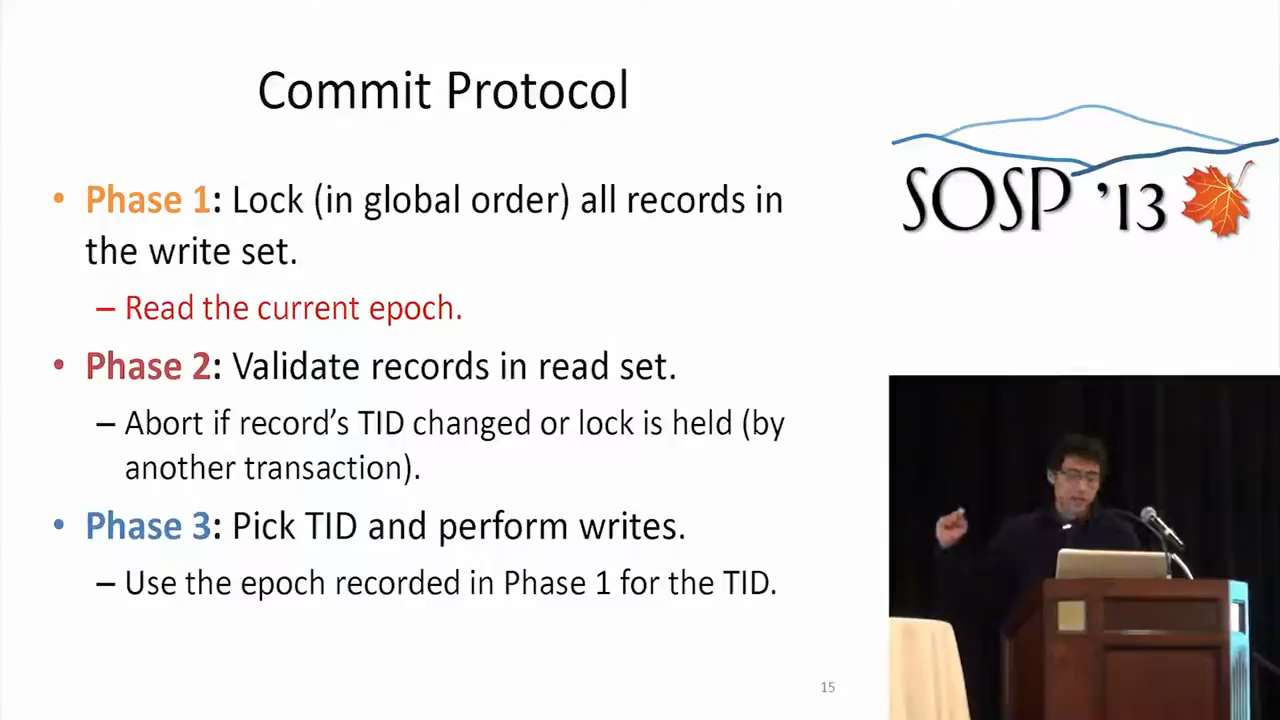 Commit Protocol
• Phase 1: Lock (in global order) all records in
the write set.
– Read the current epoch.
• Phase 2: Validate records in read set.
– Abort if record’s TID changed or lock is held (by
another transaction).
• Phase 3: Pick TID and perform writes.
– Use the epoch recorded in Phase 1 for the TID.
15
SOSP ’13